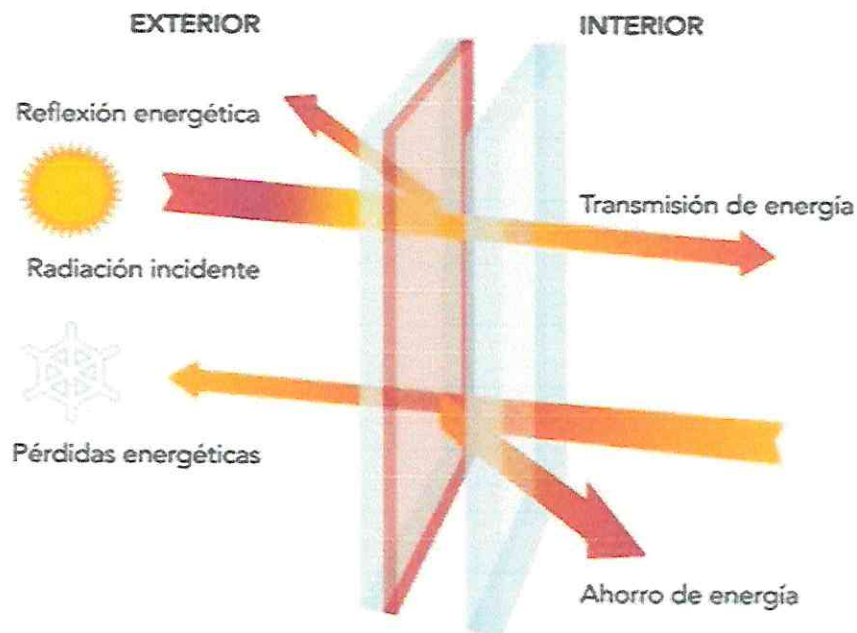 EXTERIOR
INTERIOR
Reflexión energética
Transmisión de energía
Radiación incidente
Pérdidas energéticas
Ahorro de energía